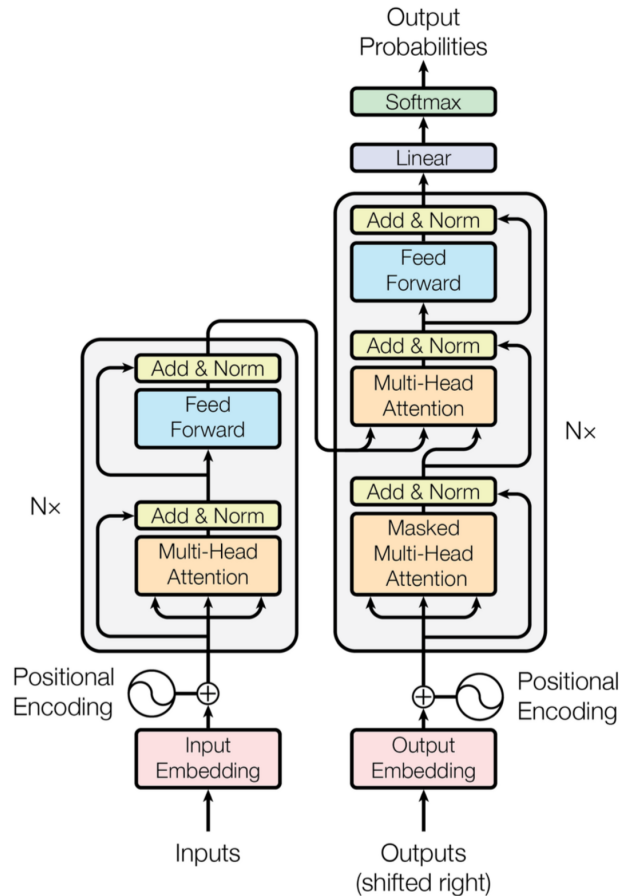 Output
Probabilities
Softmax
Linear
Add & Norm
Feed
Forward
Add & Norm
Multi-Head
Attention
Add & Norm
Masked
Multi-Head
Attention
Nx
Add & Norm
Feed
Forward
Add & Norm
Multi-Head
Attention
Nx
Positional
Encoding
Positional
Encoding
Input
Embedding
Output
Embedding
Inputs
Outputs
(shifted right)